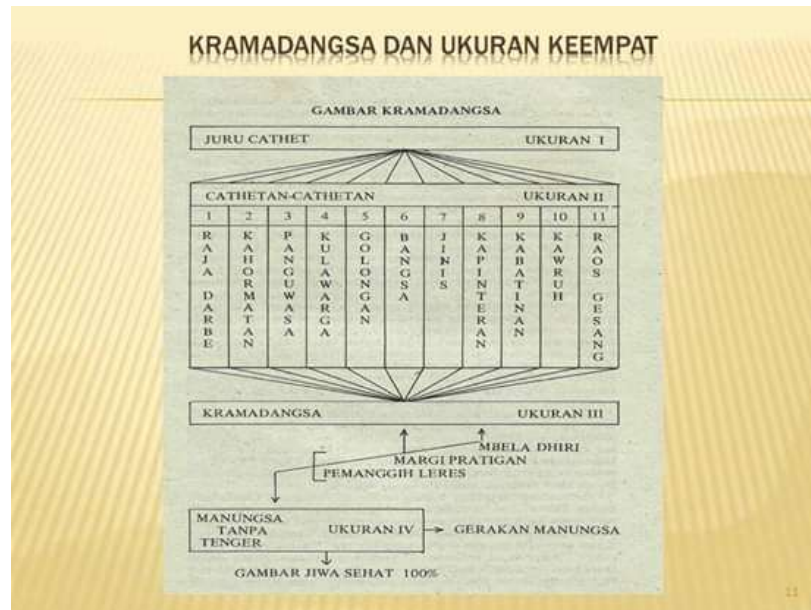 KRAMADANGSA DAN UKURAN KEEMPAT
GAMBAR KRAMADANGSA
JURU CATHET UKURAN I
CATHETAN-CATHETAN UKURAN II
1 2 3 4 5 6 7 8 9 10 11
RAJA DARBE
KAHORMATAN
PANGUWASA
KULAWARGA
GOLONGAN
BANGSA
JINIS
KAPINTERAN
KABATINAN
KAWRUH
RAOS GESANG
KRAMADANGSA UKURAN III
MBELA DHIRI
MARGI PRATIGAN
PEMANGGIH LERES
MANUNGSA
TANPA UKURAN IV GERAKAN MANUNGSA
TENGER
GAMBAR JIWA SEHAT 100%
11